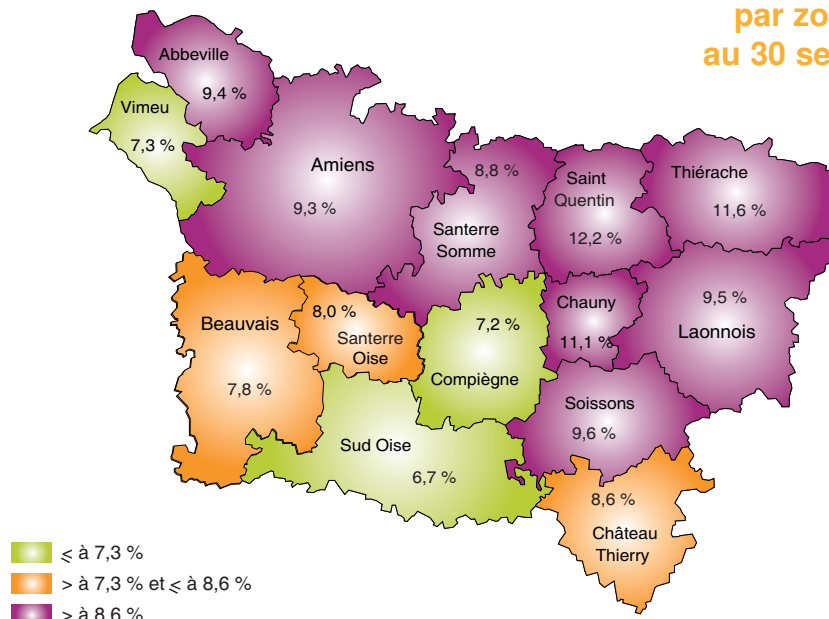 par zo
au 30 se
Abbeville
9,4 %
Vimeu
7,3 %
Amiens
9,3 %
8,8 %
Santerre
Somme
Saint
Quentin
12,2 %
Thiérache
11,6 %
Beauvais
7,8 %
8,0 %
Santerre
Oise
7,2 %
Compiègne
Chauny
11,1 %
9,5 %
Laonnois
Soissons
9,6 %
Sud Oise
6,7 %
8,6 %
Château
Thierry
⩽ à 7,3 %
> à 7,3 % et ⩽ à 8,6 %
> à 8,6 %